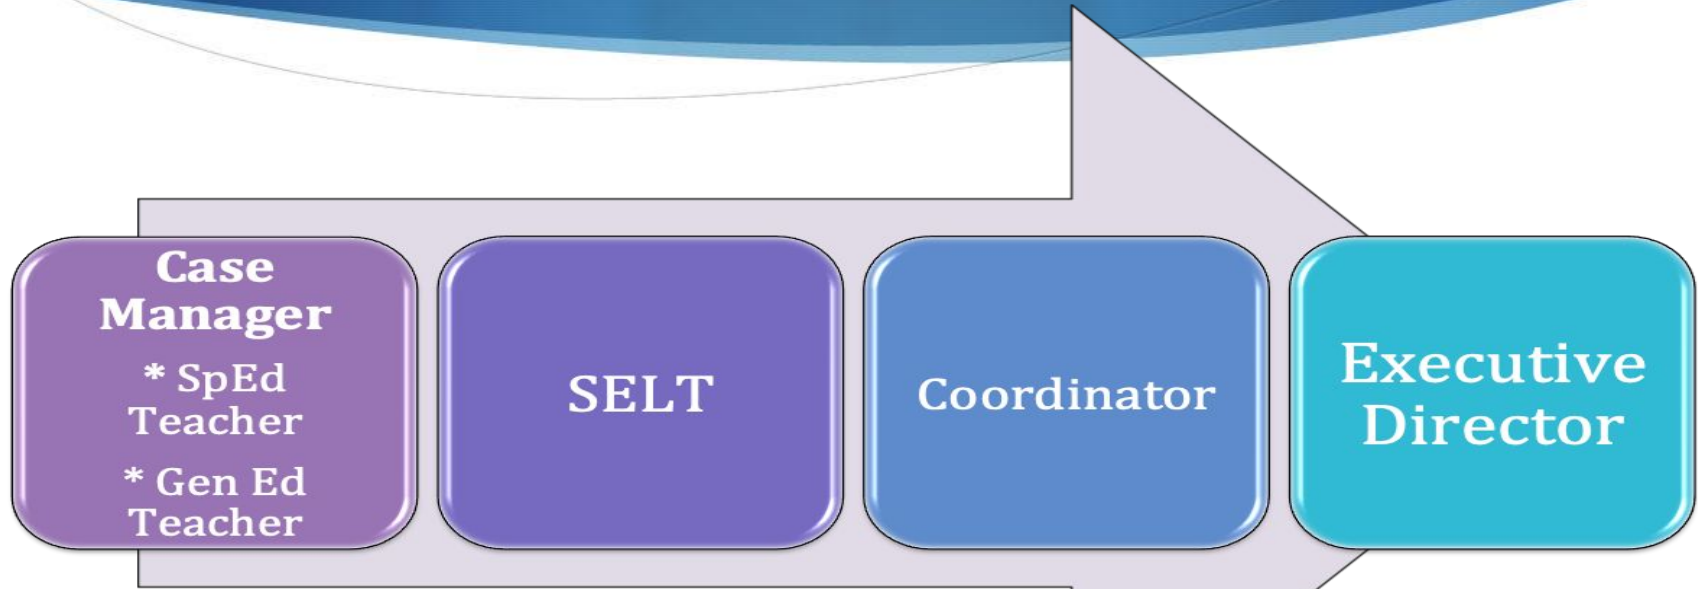 Case
Manager
* SpEd
Teacher
* Gen Ed
Teacher
SELT
Coordinator
Executive
Director